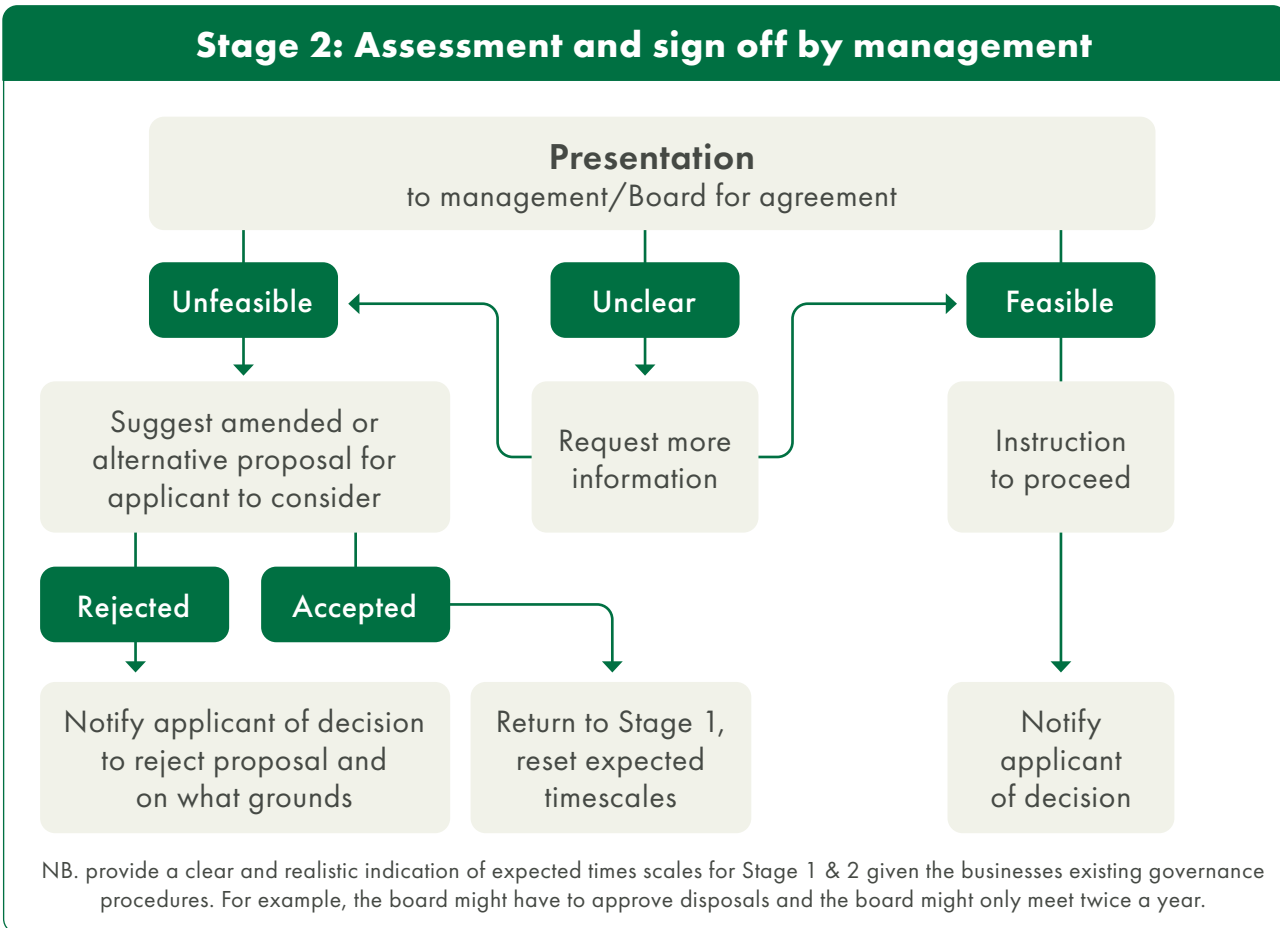 Stage 2: Assessment and sign off by management
Presentation
to management/Board for agreement
Unfeasible
Unclear
Feasible
Suggest amended or
alternative proposal for
applicant to consider
Request more
information
Instruction
to proceed
Rejected
Accepted
Notify applicant of decision
to reject proposal and
on what grounds
Return to Stage 1,
reset expected
timescales
Notify
applicant
of decision
NB. provide a clear and realistic indication of expected times scales for Stage 1 & 2 given the businesses existing governance
procedures. For example, the board might have to approve disposals and the board might only meet twice a year.